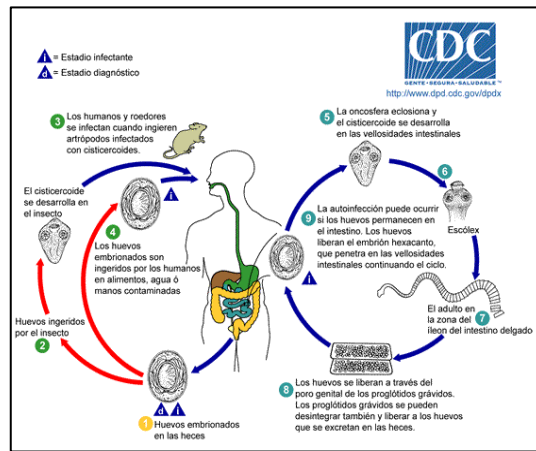 i = Estadio infectante
d = Estadio diagnóstico
CDC
GENTE·SEGURA·SALUDABLE™
http://www.dpd.cdc.gov/dpdx
3 Los humanos y roedores
se infectan cuando ingieren
artrópodos infectados
con cisticercoides.
5 La oncosfera eclosiona y
el cisticercoide se desarrolla
en las vellosidades intestinales
El cisticercoide
se desarrolla en
el insecto
i
4
Los huevos
embrionados son
ingeridos por los humanos
en alimentos, agua ó
manos contaminadas
9 La autoinfección puede ocurrir
si los huevos permenecen en
el intestino. Los huevos
liberan el embrión hexacanto,
que penetra en las vellosidades
intestinales continuando el ciclo.
i
6
Escólex
El adulto en
la zona del 7
íleon del intestino delgado
Huevos ingeridos
por el insecto
2
d i
1 Huevos embrionados
en las heces
8 Los huevos se liberan a través del
poro genital de los proglótidos grávidos.
Los proglótidos grávidos se pueden
desintegrar también y liberar a los huevos
que se excretan en las heces.